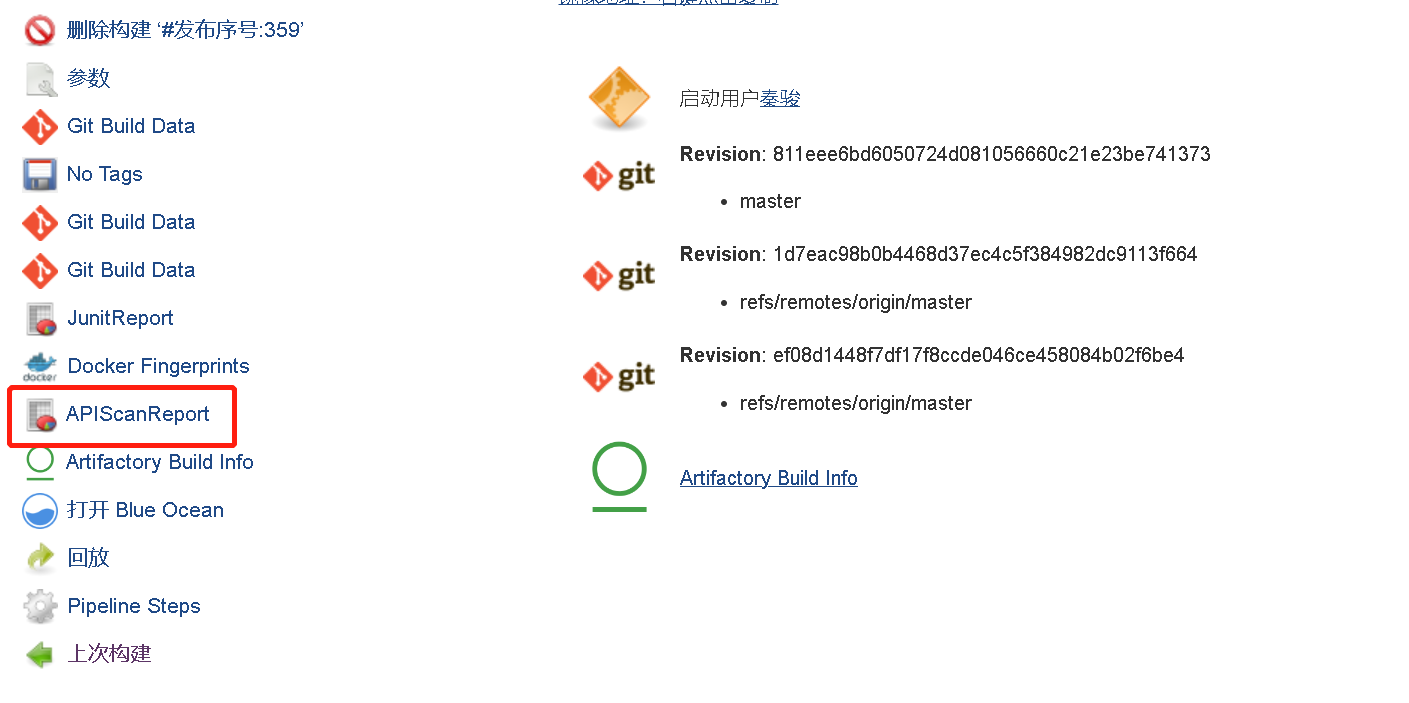 删除构建 ‘#发布序号:359’
参数
Git Build Data
No Tags
Git Build Data
Git Build Data
JunitReport
docker
Docker Fingerprints
APIScanReport
Artifactory Build Info
打开 Blue Ocean
回放
Pipeline Steps
上次构建
启动用户秦骏
git
Revision: 811eee6bd6050724d081056660c21e23be741373
master
git
Revision: 1d7eac98b0b4468d37ec4c5f384982dc9113f664
refs/remotes/origin/master
git
Revision: ef08d1448f7df17f8ccde046ce458084b02f6be4
refs/remotes/origin/master
Artifactory Build Info